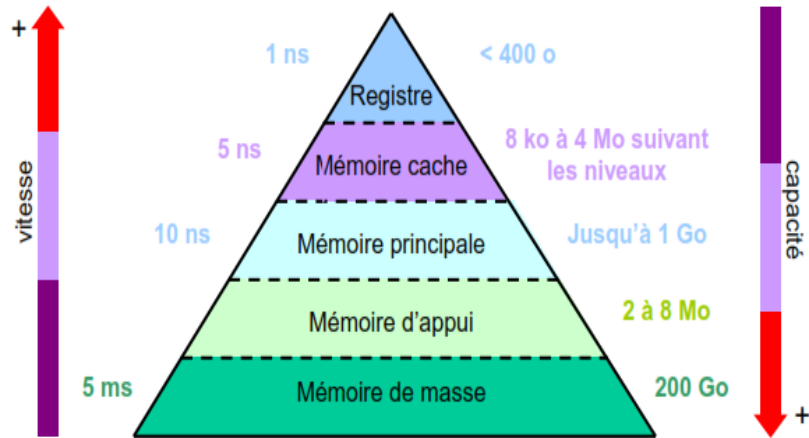 +
1 ns
< 400 o
Registre
5 ns
Mémoire cache
8 ko à 4 Mo suivant
les niveaux
vitesse
capacité
10 ns
Mémoire principale
Jusqu'à 1 Go
Mémoire d'appui
2 à 8 Mo
5 ms
Mémoire de masse
200 Go
+